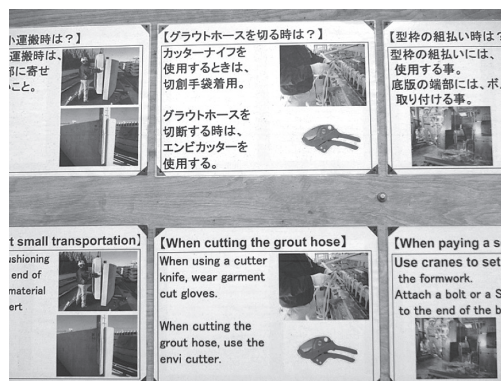 小運搬時は？】
運搬時は、
部に寄せ
こと。
【グラウトホースを切る時は？】
カッターナイフを
使用するときは、
切創手袋着用。
グラウトホースを
切断する時は、
エンビカッターを
使用する。
【型枠の組払い時は？
型枠の組払いには、
使用する事。
底版の端部には、ボ
取り付ける事。
t small transportation】
ushioning
end of
material
ert
【When cutting the grout hose】
When using a cutter
knife, wear garment
cut gloves.
When cutting the
grout hose, use the
envi cutter.
【When paying a s
Use cranes to set
the formwork.
Attach a bolt or a S
to the end of the b